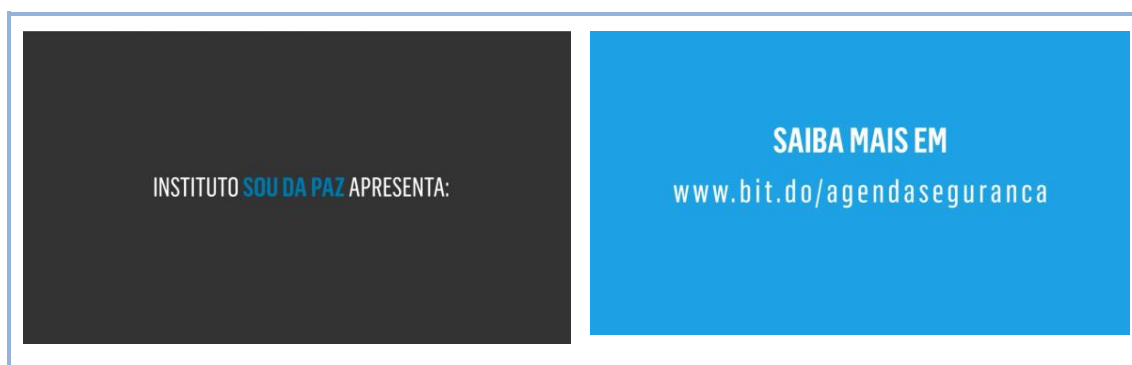 INSTITUTO SOU DA PAZ APRESENTA:
SAIBA MAIS EM
www.bit.do/agendaseguranca